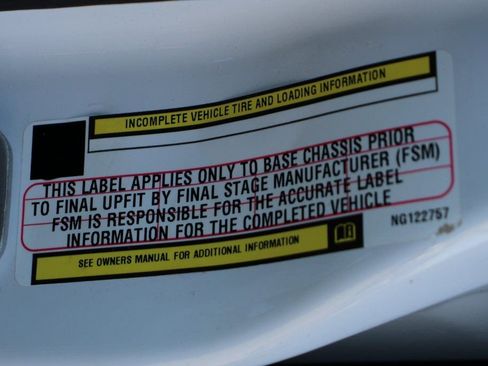 INCOMPLETE VEHICLE TIRE AND LOADING INFORMATION
THIS LABEL APPLIES ONLY TO BASE CHASSIS PRIOR
TO FINAL UPFIT BY FINAL STAGE MANUFACTURER (FSM)
FSM IS RESPONSIBLE FOR THE ACCURATE LABEL
INFORMATION FOR THE COMPLETED VEHICLE
NG122757
SEE OWNERS MANUAL FOR ADDITIONAL INFORMATION